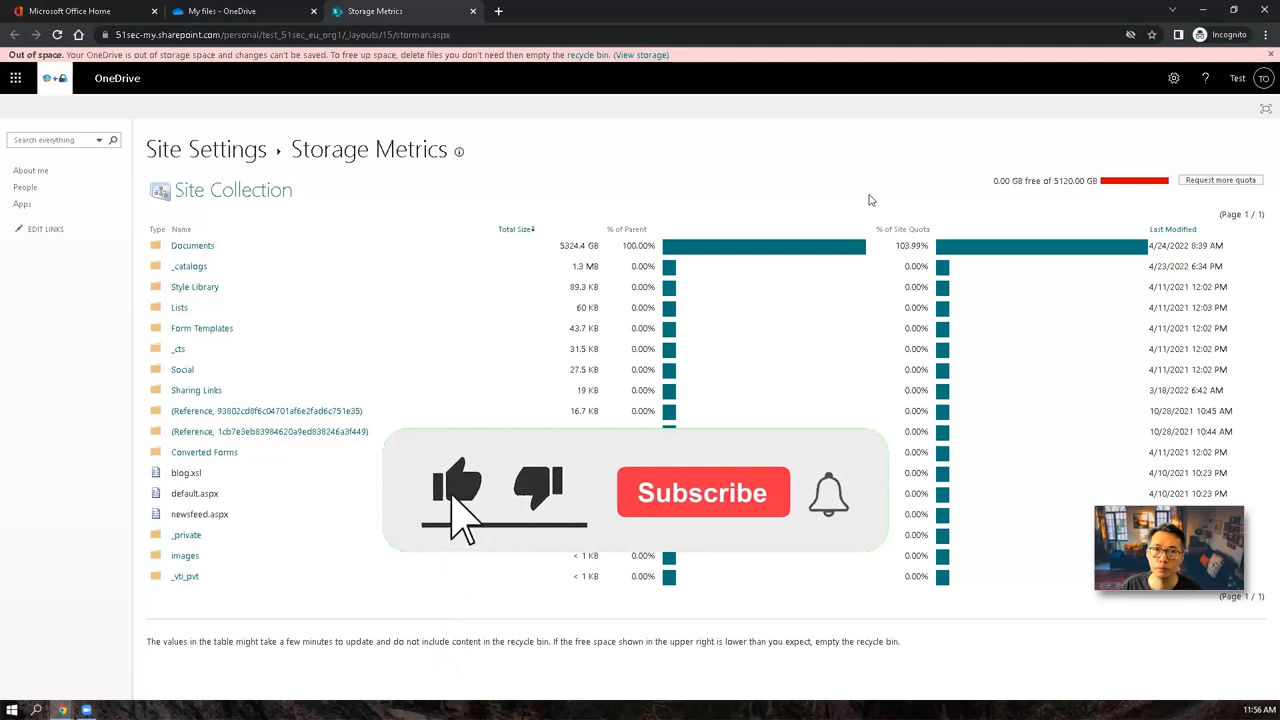 Microsoft Office Home
My files - OneDrive
Storage Metrics
51sec-my.sharepoint.com/personal/test_51sec_eu_org1/_layouts/15/storman.aspx
Incognito
Out of space. Your OneDrive is out of storage space and changes can't be saved. To free up space, delete files you don't need then empty the recycle bin. (View storage)
OneDrive
Test
TO
Search everything
About me
People
Apps
EDIT LINKS
Site Settings › Storage Metrics
Site Collection
0.00 GB free of 5120.00 GB
Request more quota
(Page 1 / 1)
Type Name Total Size % of Parent % of Site Quota Last Modified
Documents 5324.4 GB 100.00% 103.99% 4/24/2022 8:39 AM
_catalogs 1.3 MB 0.00% 0.00% 4/23/2022 6:34 PM
Style Library 89.3 KB 0.00% 0.00% 4/11/2021 12:02 PM
Lists 60 KB 0.00% 0.00% 4/11/2021 12:03 PM
Form Templates 43.7 KB 0.00% 0.00% 4/11/2021 12:02 PM
_cts 31.5 KB 0.00% 0.00% 4/11/2021 12:02 PM
Social 27.5 KB 0.00% 0.00% 4/11/2021 12:02 PM
Sharing Links 19 KB 0.00% 0.00% 3/18/2022 6:42 AM
(Reference, 93802cd8f6c04701af6e2fad6c751e35) 16.7 KB 0.00% 0.00% 10/28/2021 10:45 AM
(Reference, 1cb7e3eb83984620a9ed838246a3f449) 0.00% 10/28/2021 10:44 AM
Converted Forms 0.00% 4/11/2021 12:02 PM
blog.xsl 0.00% 4/10/2021 10:23 PM
default.aspx 0.00% 4/10/2021 10:23 PM
newsfeed.aspx 0.00%
_private 0.00%
images < 1 KB 0.00% 0.00%
_vti_pvt < 1 KB 0.00% 0.00%
Subscribe
(Page 1 / 1)
The values in the table might take a few minutes to update and do not include content in the recycle bin. If the free space shown in the upper right is lower than you expect, empty the recycle bin.
11:56 AM